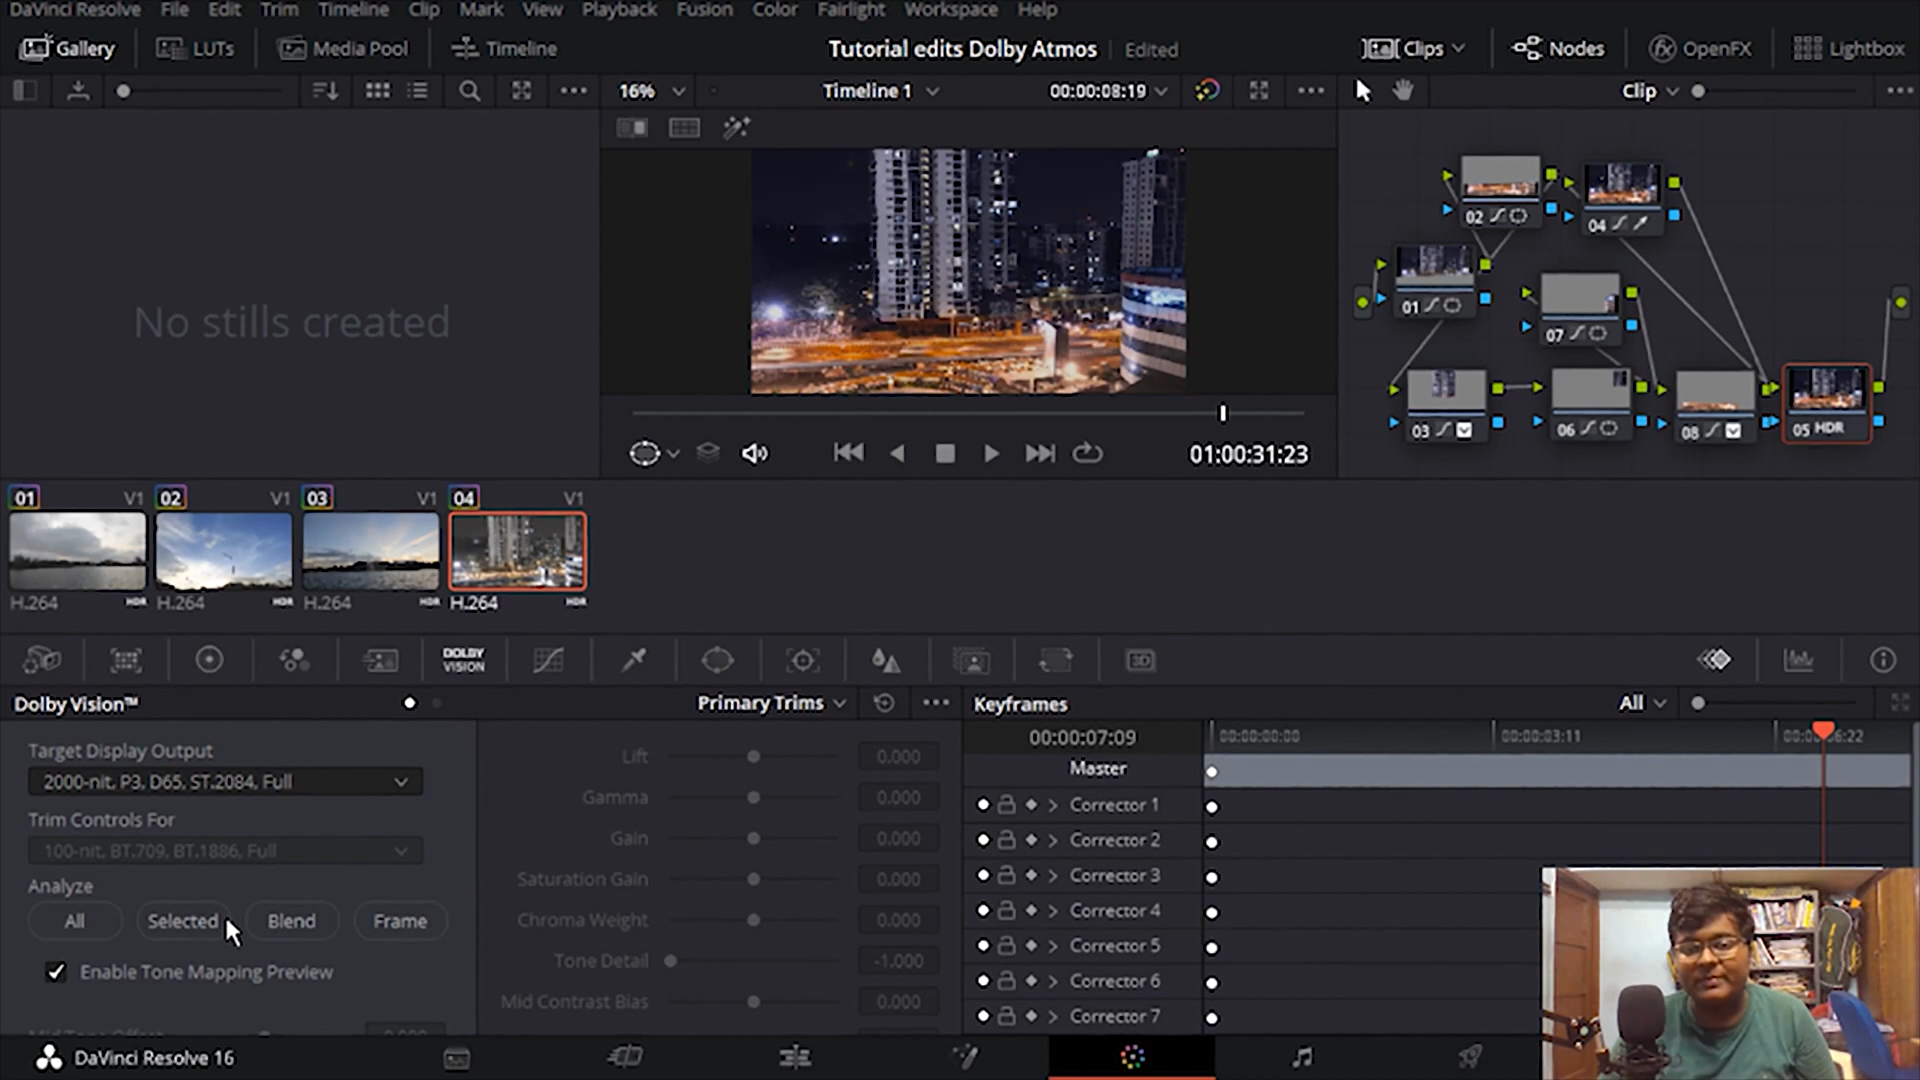 DaVinci Resolve File Edit Trim Timeline Clip Mark View Playback Fusion Color Fairlight Workspace Help
Gallery LUTs Media Pool Timeline Tutorial edits Dolby Atmos Edited Clips Nodes OpenFX Lightbox
16% Timeline 1 00:00:08:19 Clip
No stills created
02 04
01 07
03 06 08 05 HDR
01:00:31:23
01 V1 02 V1 03 V1 04 V1
H.264 HDR H.264 HDR H.264 HDR H.264 HDR
DOLBY VISION 3D
Dolby Vision™ Primary Trims Keyframes All
Target Display Output
2000-nit, P3, D65, ST.2084, Full
Trim Controls For
100-nit, BT.709, BT.1886, Full
Analyze
All Selected Blend Frame
Enable Tone Mapping Preview
Lift 0.000
Gamma 0.000
Gain 0.000
Saturation Gain 0.000
Chroma Weight 0.000
Tone Detail -1.000
Mid Contrast Bias 0.000
00:00:07:09 00:00:00:00 00:00:03:11
Master
Corrector 1
Corrector 2
Corrector 3
Corrector 4
Corrector 5
Corrector 6
Corrector 7
DaVinci Resolve 16